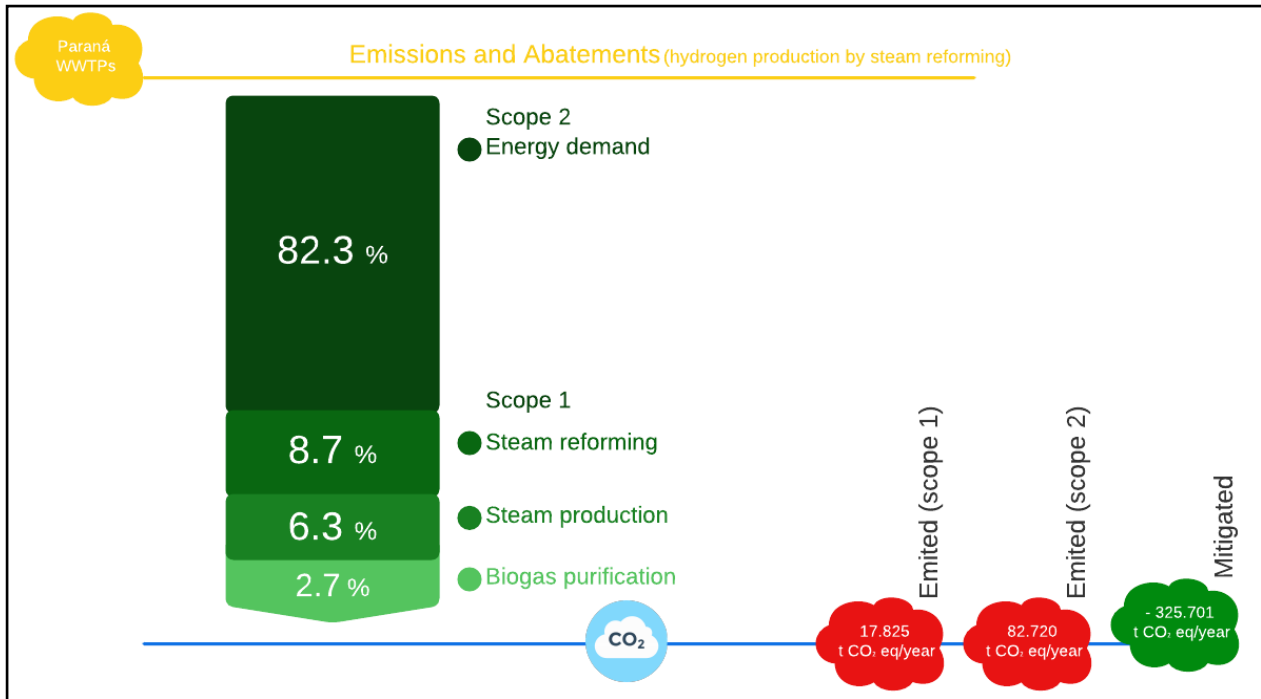 Paraná
WWTPs
Emissions and Abatements (hydrogen production by steam reforming)
82.3 %
Scope 2
Energy demand
Scope 1
8.7 %
Steam reforming
6.3 %
Steam production
2.7 %
Biogas purification
CO₂
Emited (scope 1)
17.825
t CO₂ eq/year
Emited (scope 2)
82.720
t CO₂ eq/year
Mitigated
- 325.701
t CO₂ eq/year